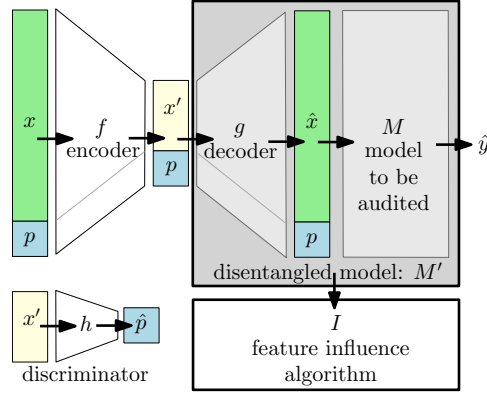 x
p
f
encoder
x′
p
g
decoder
x̂
p
M
model
to be
audited
ŷ
disentangled model: M′
x′
h
p̂
discriminator
I
feature influence
algorithm